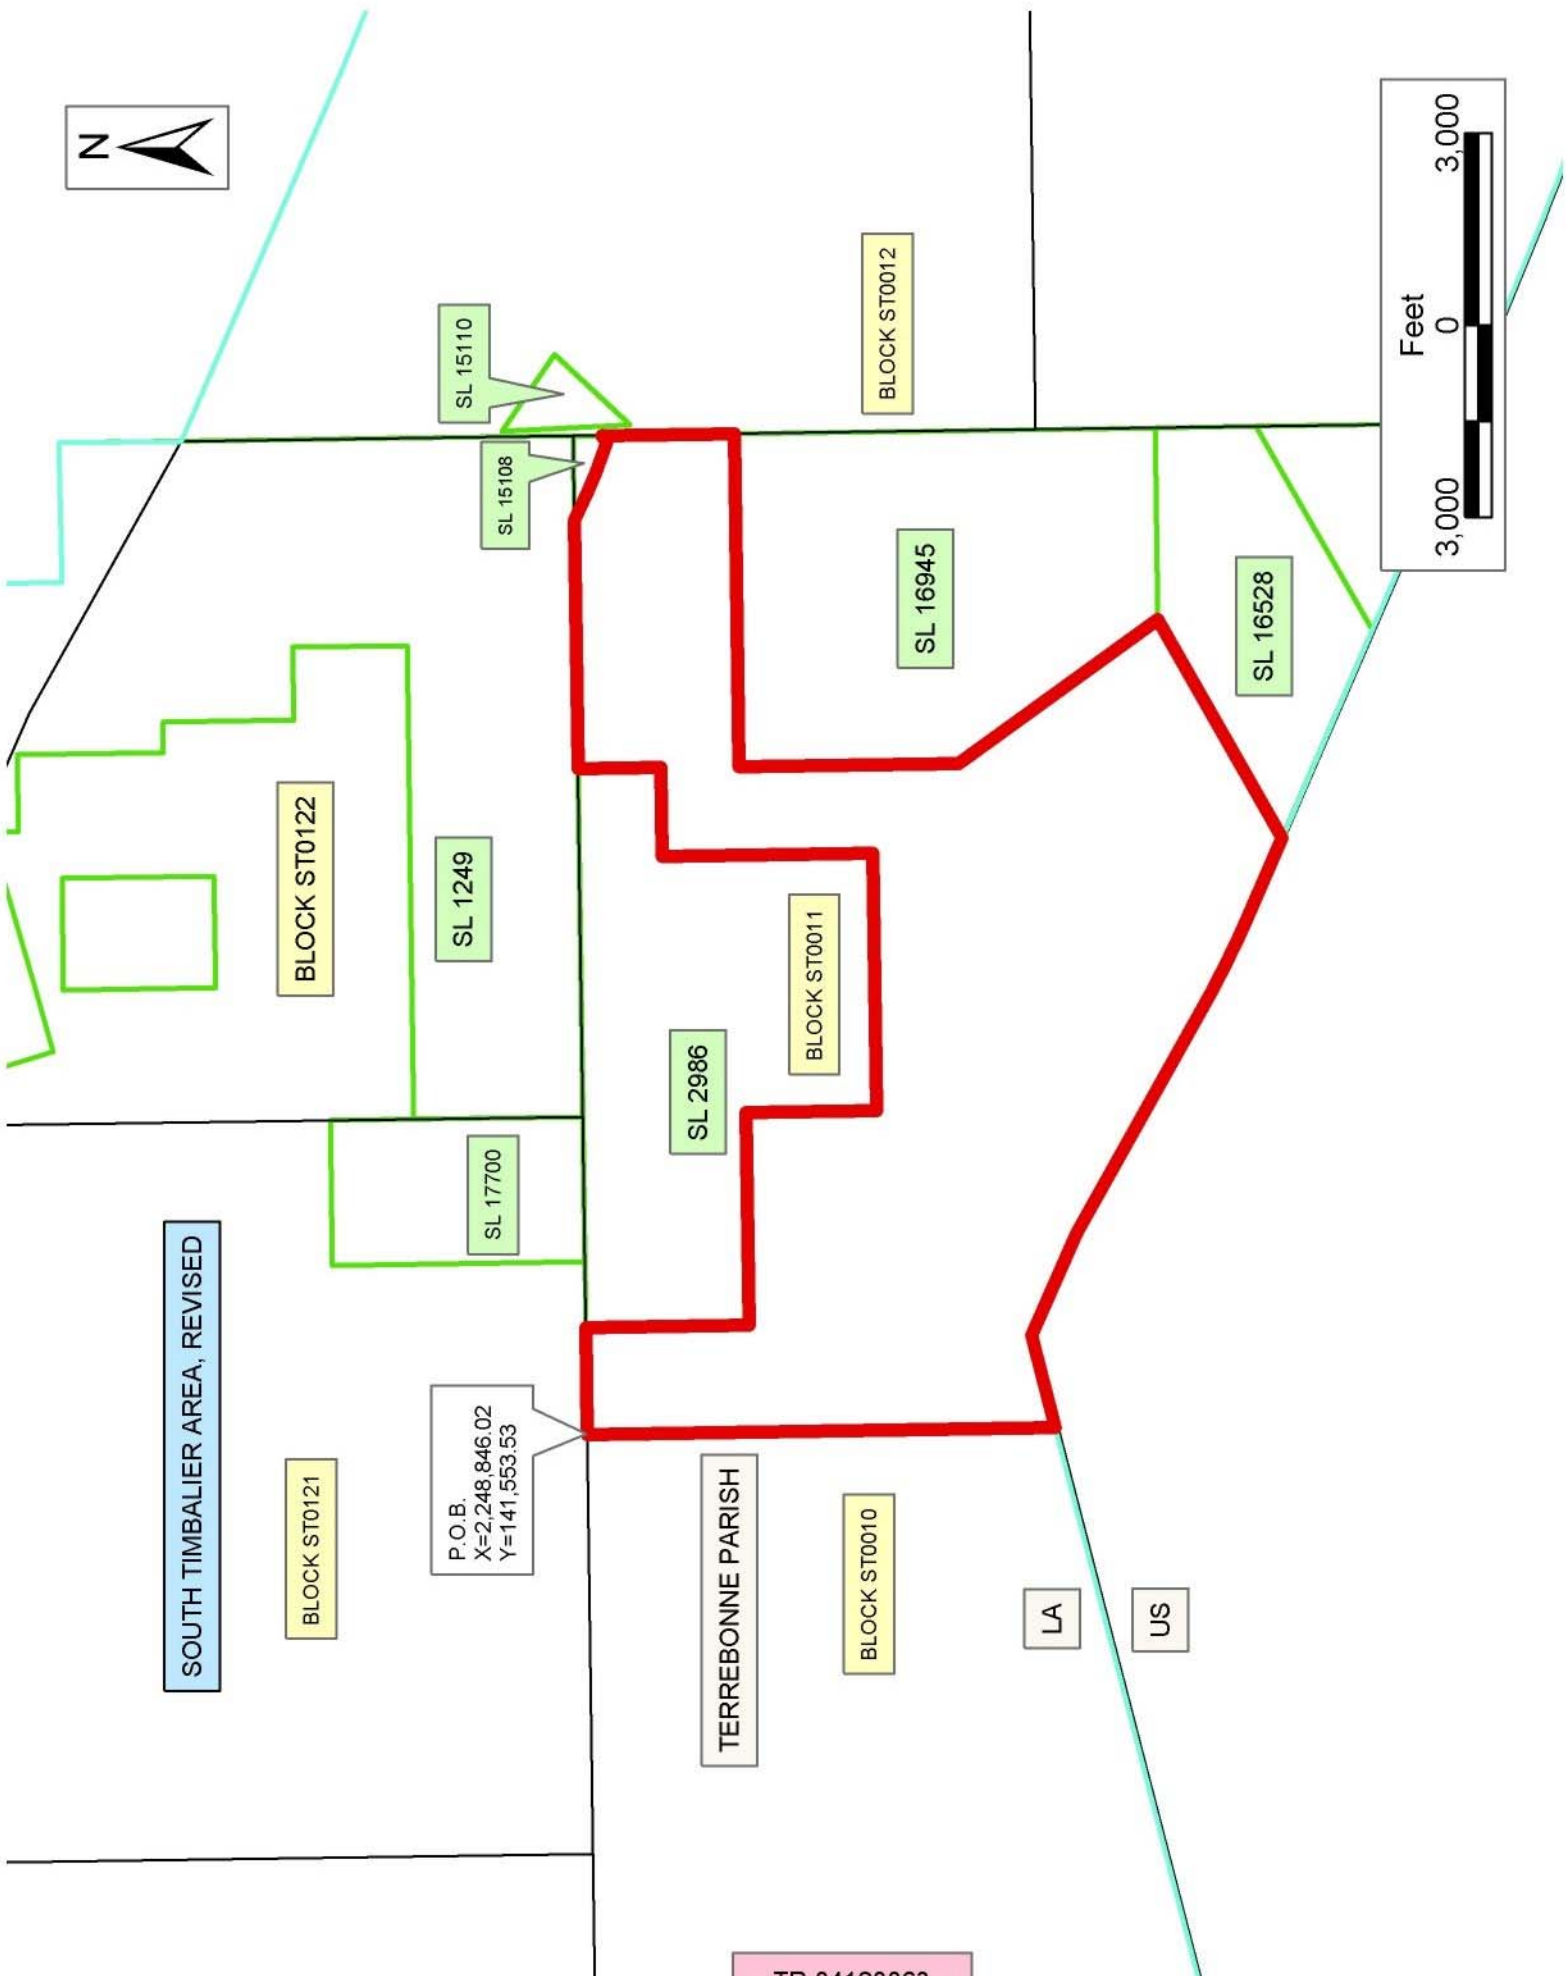 N
SOUTH TIMBALIER AREA, REVISED
BLOCK ST0121
BLOCK ST0122
P.O.B.
X=2,248,846.02
Y=141,553.53
SL 17700
SL 1249
SL 15108
SL 15110
TERREBONNE PARISH
SL 2986
BLOCK ST0010
BLOCK ST0011
SL 16945
BLOCK ST0012
LA
US
SL 16528
Feet
3,000 0 3,000